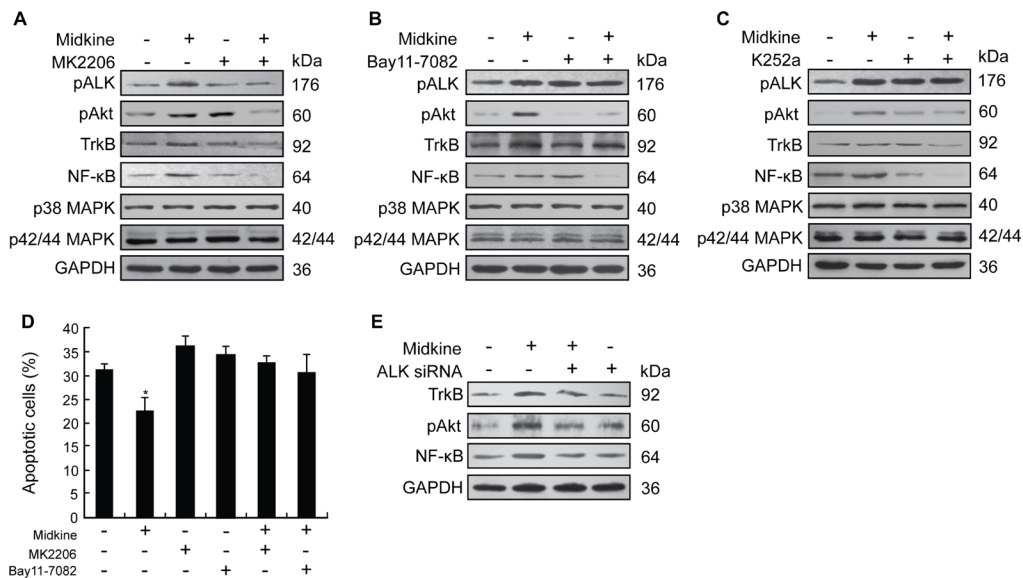 A
Midkine - + - +
MK2206 - - + + kDa
pALK 176
pAkt 60
TrkB 92
NF-κB 64
p38 MAPK 40
p42/44 MAPK 42/44
GAPDH 36
B
Midkine - + - +
Bay11-7082 - - + + kDa
pALK 176
pAkt 60
TrkB 92
NF-κB 64
p38 MAPK 40
p42/44 MAPK 42/44
GAPDH 36
C
Midkine - + - +
K252a - - + + kDa
pALK 176
pAkt 60
TrkB 92
NF-κB 64
p38 MAPK 40
p42/44 MAPK 42/44
GAPDH 36
D
Apoptotic cells (%)
40
35
30
25
20
15
10
5
0
*
Midkine - + - - + +
MK2206 - - + - + -
Bay11-7082 - - - + - +
E
Midkine - + + -
ALK siRNA - - + + kDa
TrkB 92
pAkt 60
NF-κB 64
GAPDH 36